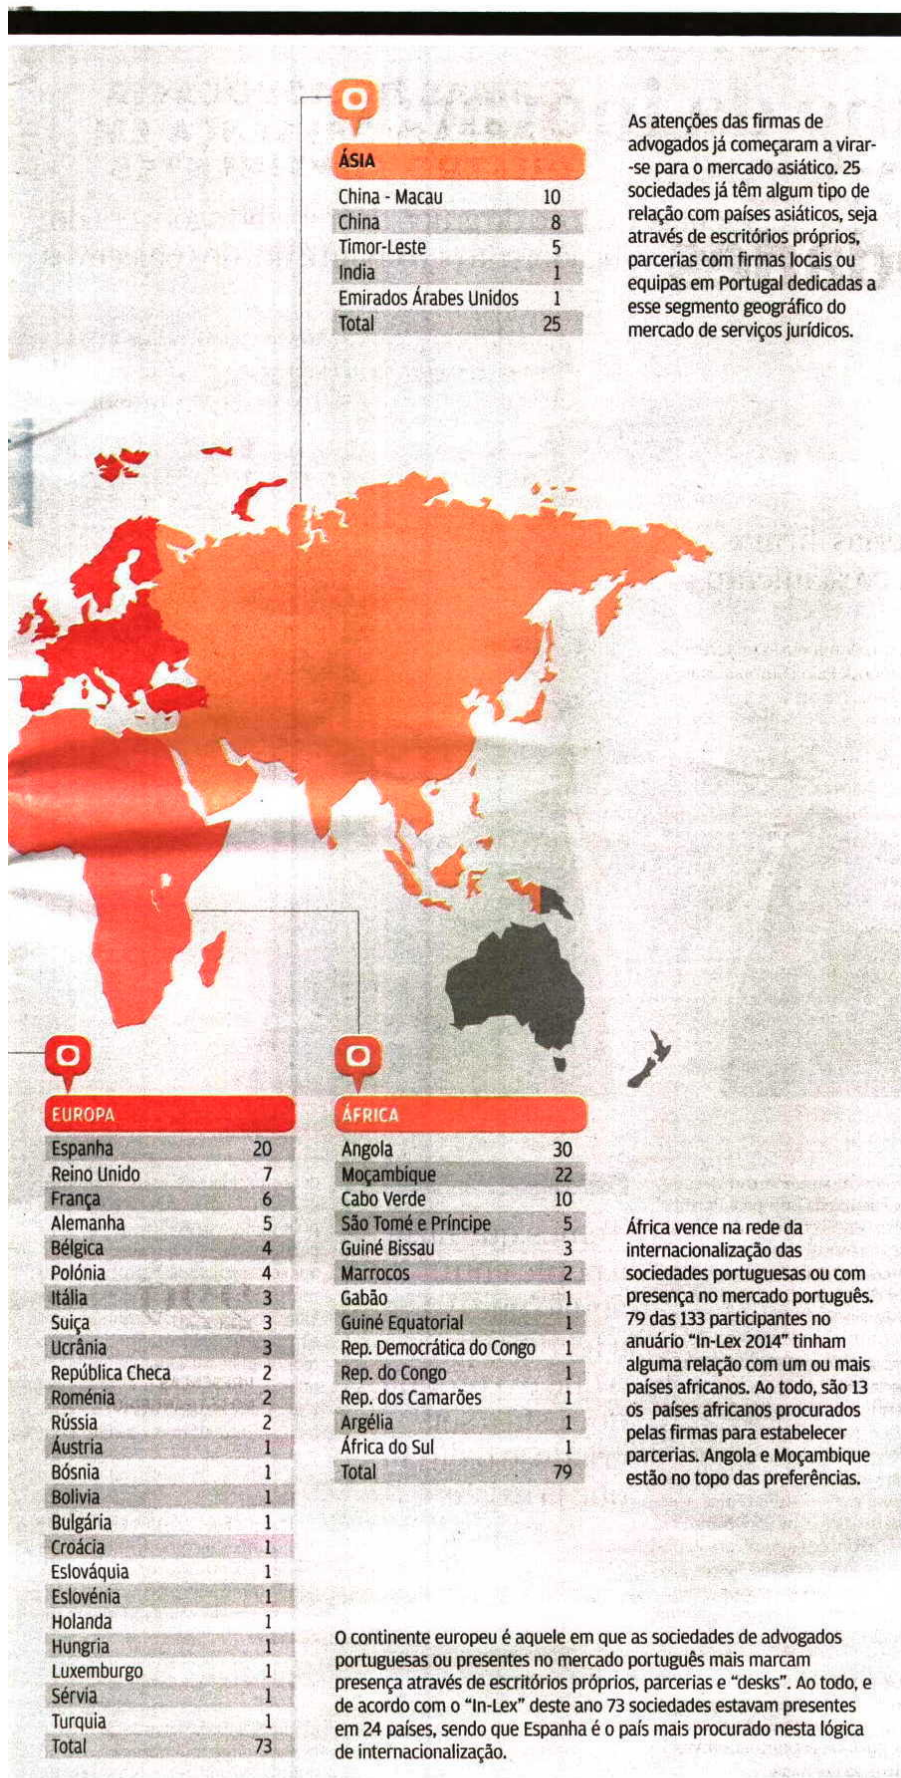 ÁSIA
China - Macau 10
China 8
Timor-Leste 5
India 1
Emirados Árabes Unidos 1
Total 25
As atenções das firmas de
advogados já começaram a virar-
-se para o mercado asiático. 25
sociedades já têm algum tipo de
relação com países asiáticos, seja
através de escritórios próprios,
parcerias com firmas locais ou
equipas em Portugal dedicadas a
esse segmento geográfico do
mercado de serviços jurídicos.
EUROPA
Espanha 20
Reino Unido 7
França 6
Alemanha 5
Bélgica 4
Polónia 4
Itália 3
Suiça 3
Ucrânia 3
República Checa 2
Roménia 2
Rússia 2
Áustria 1
Bósnia 1
Bolivia 1
Bulgária 1
Croácia 1
Eslováquia 1
Eslovénia 1
Holanda 1
Hungria 1
Luxemburgo 1
Sérvia 1
Turquia 1
Total 73
ÁFRICA
Angola 30
Moçambique 22
Cabo Verde 10
São Tomé e Príncipe 5
Guiné Bissau 3
Marrocos 2
Gabão 1
Guiné Equatorial 1
Rep. Democrática do Congo 1
Rep. do Congo 1
Rep. dos Camarões 1
Argélia 1
África do Sul 1
Total 79
África vence na rede da
internacionalização das
sociedades portuguesas ou com
presença no mercado português.
79 das 133 participantes no
anuário “In-Lex 2014” tinham
alguma relação com um ou mais
países africanos. Ao todo, são 13
os países africanos procurados
pelas firmas para estabelecer
parcerias. Angola e Moçambique
estão no topo das preferências.
O continente europeu é aquele em que as sociedades de advogados
portuguesas ou presentes no mercado português mais marcam
presença através de escritórios próprios, parcerias e “desks”. Ao todo, e
de acordo com o “In-Lex” deste ano 73 sociedades estavam presentes
em 24 países, sendo que Espanha é o país mais procurado nesta lógica
de internacionalização.